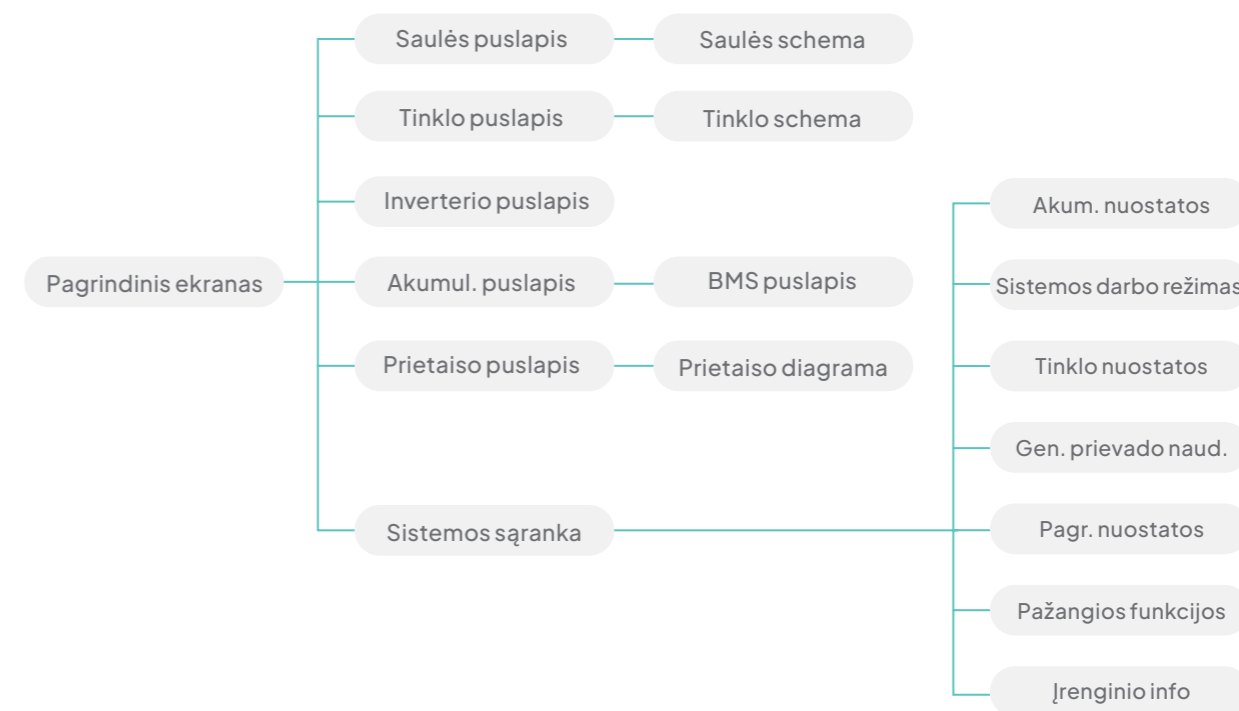 Saulės puslapis
Saulės schema
Tinklo puslapis
Tinklo schema
Inverterio puslapis
Akum. nuostatos
Pagrindinis ekranas
Akumul. puslapis
BMS puslapis
Sistemos darbo režimas
Prietaiso puslapis
Prietaiso diagrama
Tinklo nuostatos
Gen. prievado naud.
Sistemos sąranka
Pagr. nuostatos
Pažangios funkcijos
Įrenginio info